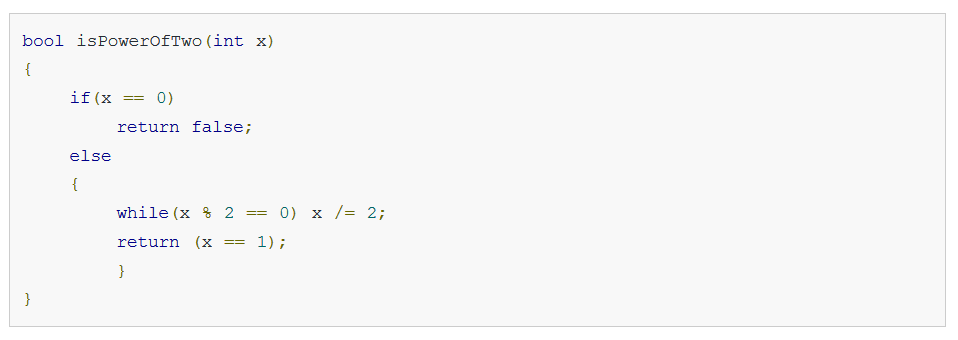 bool isPowerOfTwo(int x)
{
if(x == 0)
return false;
else
{
while(x % 2 == 0) x /= 2;
return (x == 1);
}
}